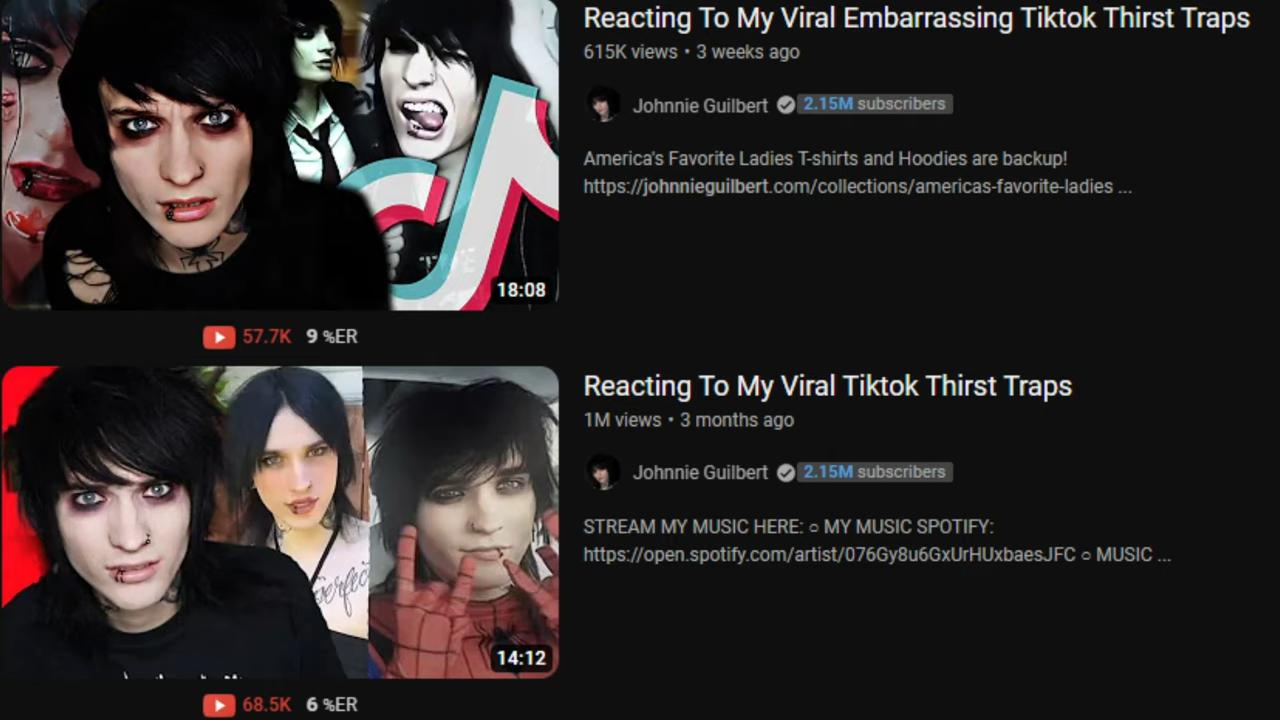 Reacting To My Viral Embarrassing Tiktok Thirst Traps
615K views • 3 weeks ago
Johnnie Guilbert 2.15M subscribers
America's Favorite Ladies T-shirts and Hoodies are backup!
https://johnnieguilbert.com/collections/americas-favorite-ladies ...
18:08
57.7K 9 %ER
Reacting To My Viral Tiktok Thirst Traps
1M views • 3 months ago
Johnnie Guilbert 2.15M subscribers
STREAM MY MUSIC HERE: ○ MY MUSIC SPOTIFY:
https://open.spotify.com/artist/076Gy8u6GxUrHUxbaesJFC ○ MUSIC ...
14:12
68.5K 6 %ER